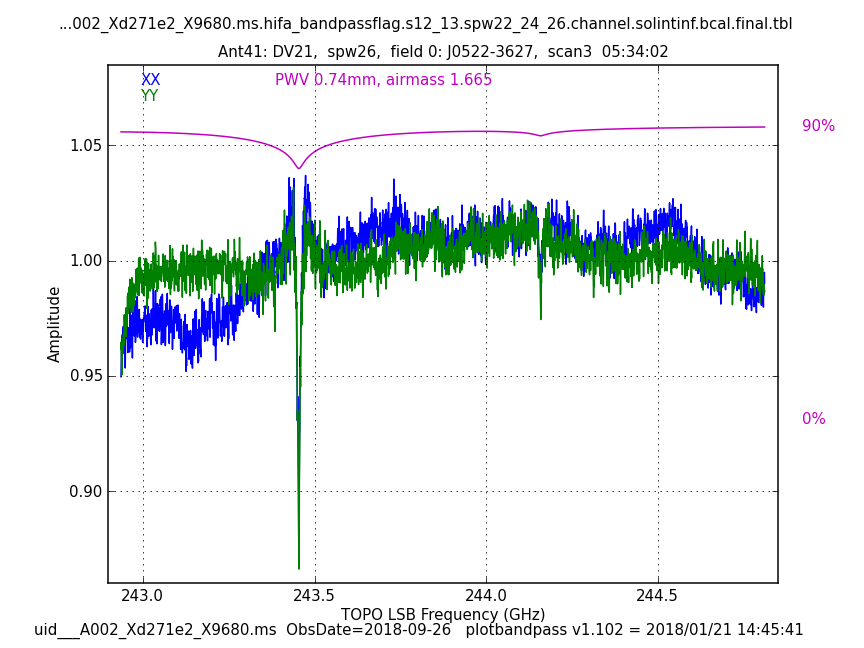 ...002_Xd271e2_X9680.ms.hifa_bandpassflag.s12_13.spw22_24_26.channel.solintinf.bcal.final.tbl
Ant41: DV21,  spw26,  field 0: J0522-3627,  scan3  05:34:02
XX
YY
PWV 0.74mm, airmass 1.665
90%
0%
1.05
1.00
0.95
0.90
Amplitude
243.0
243.5
244.0
244.5
TOPO LSB Frequency (GHz)
uid___A002_Xd271e2_X9680.ms  ObsDate=2018-09-26   plotbandpass v1.102 = 2018/01/21 14:45:41